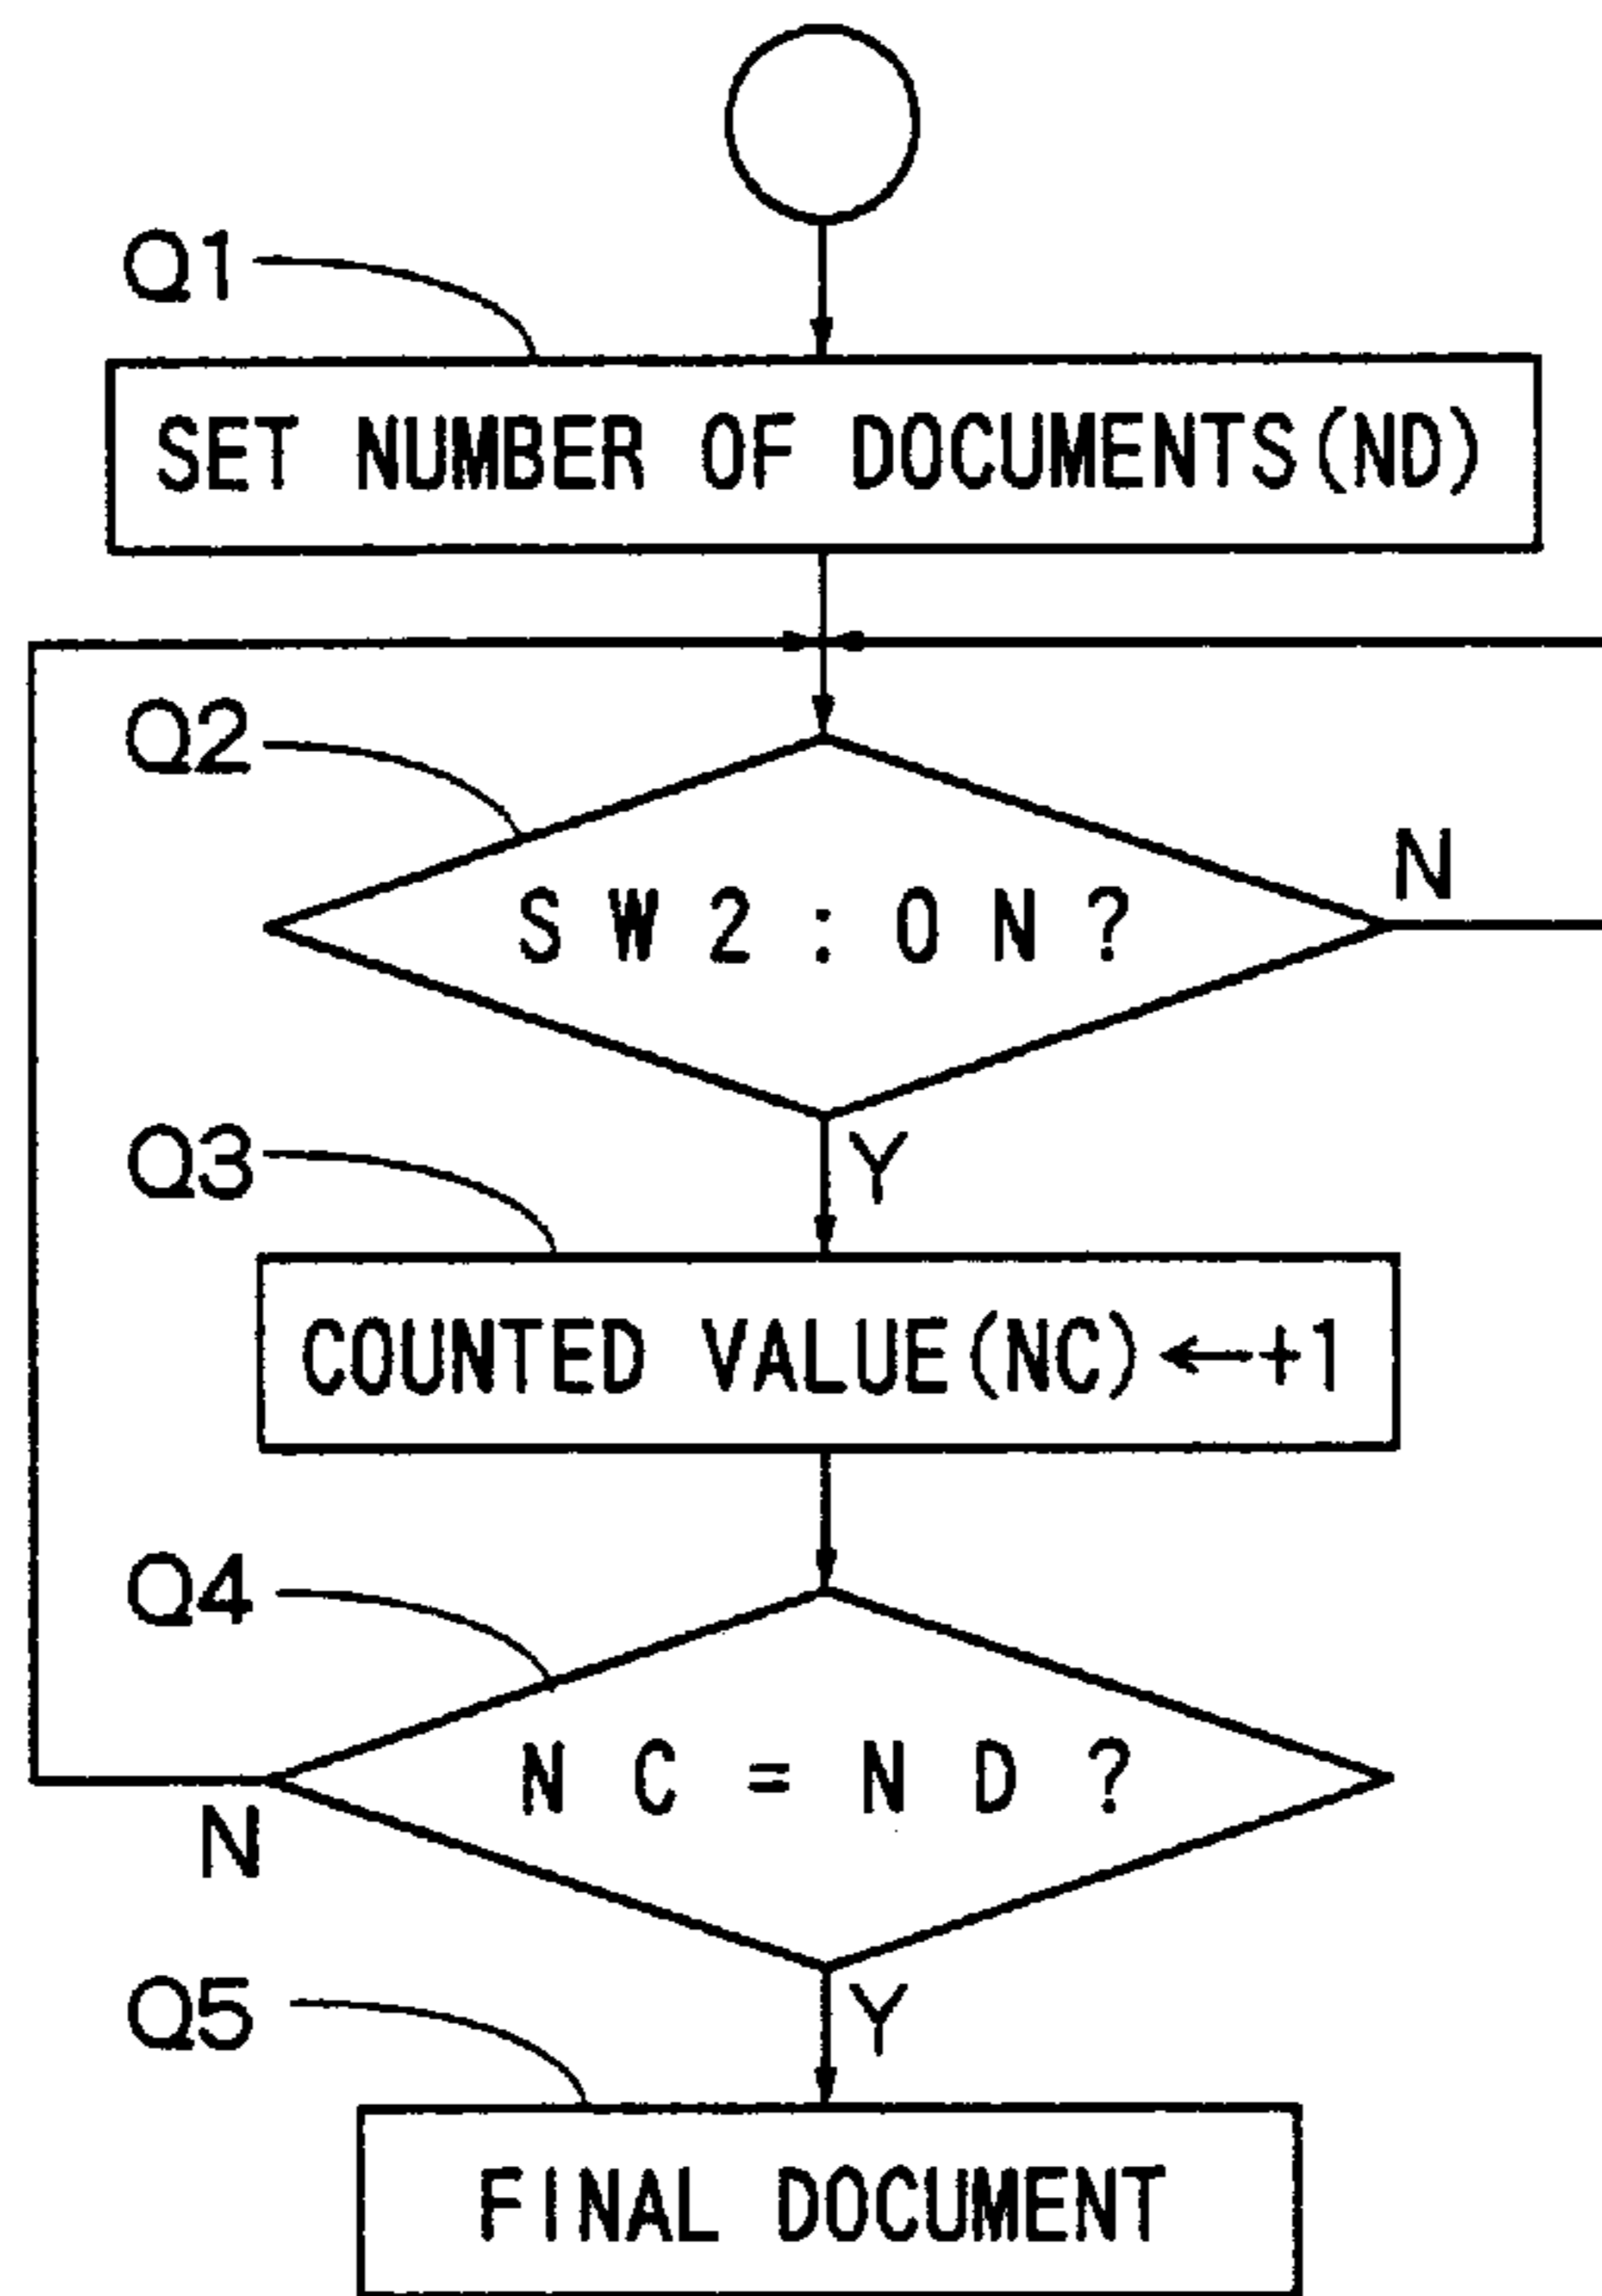 Q1
SET NUMBER OF DOCUMENTS(ND)
Q2
SW2:ON?
N
Y
Q3
COUNTED VALUE(NC)←+1
Q4
NC=ND?
N
Y
Q5
FINAL DOCUMENT